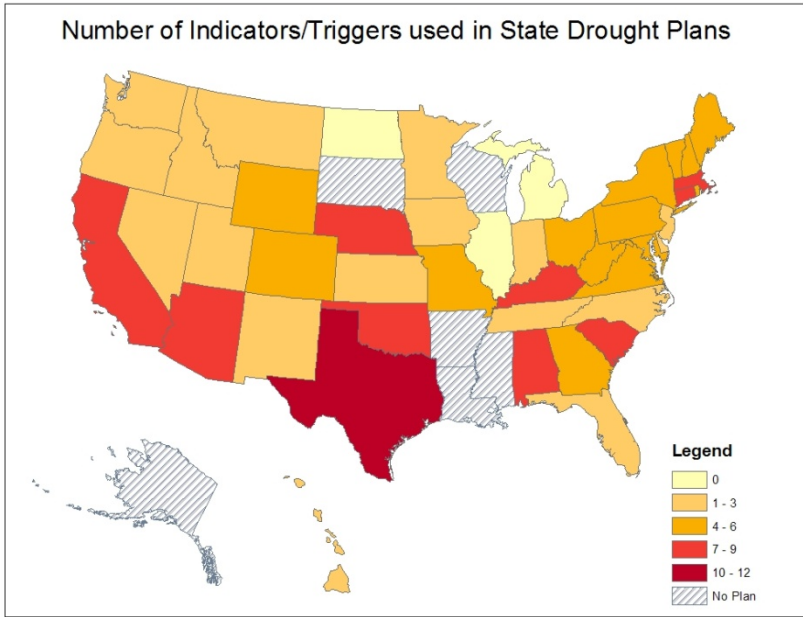 Number of Indicators/Triggers used in State Drought Plans
Legend
0
1 - 3
4 - 6
7 - 9
10 - 12
No Plan